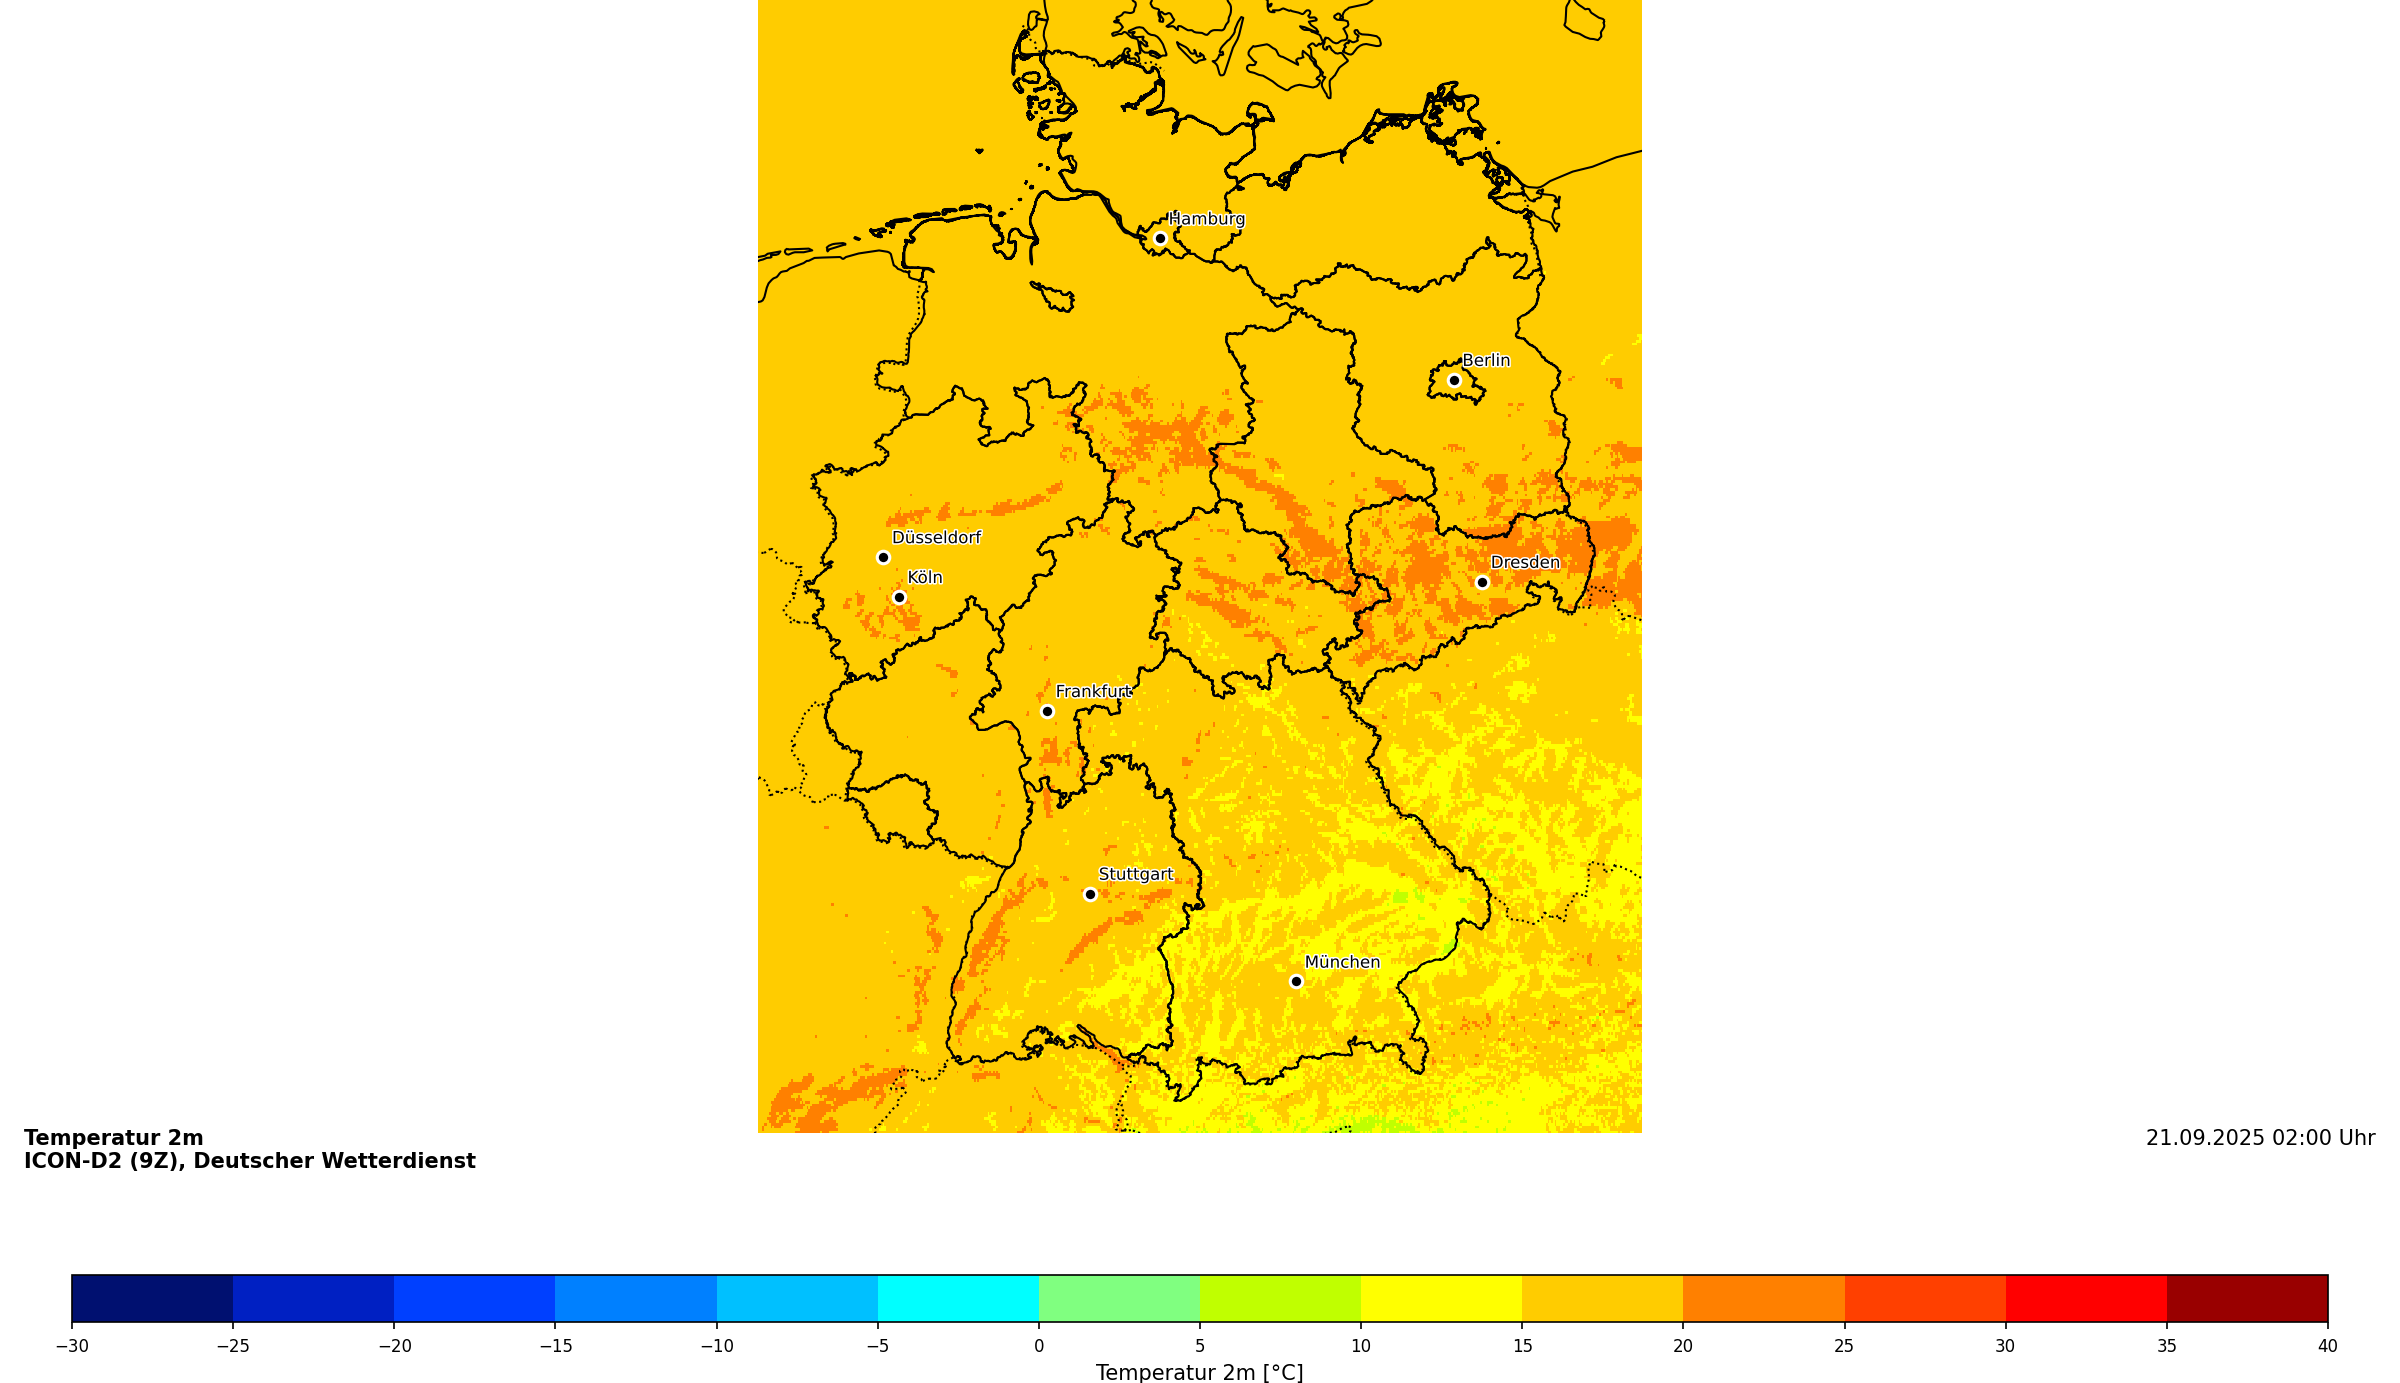 Hamburg
Berlin
Düsseldorf
Dresden
Köln
Frankfurt
Stuttgart
München
Temperatur 2m
ICON-D2 (9Z), Deutscher Wetterdienst
21.09.2025 02:00 Uhr
−30 −25 −20 −15 −10 −5 0 5 10 15 20 25 30 35 40
Temperatur 2m [°C]